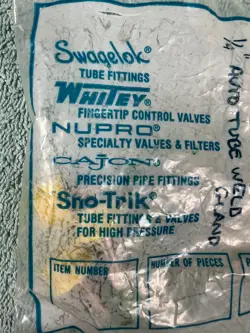 Swagelok®
TUBE FITTINGS
WHITEY®
FINGERTIP CONTROL VALVES
NUPRO®
SPECIALTY VALVES & FILTERS
CAJON®
PRECISION PIPE FITTINGS
Sno-Trik®
TUBE FITTINGS & VALVES
FOR HIGH PRESSURE
ITEM NUMBER
NUMBER OF PIECES
1/4" AUTO TUBE WELD